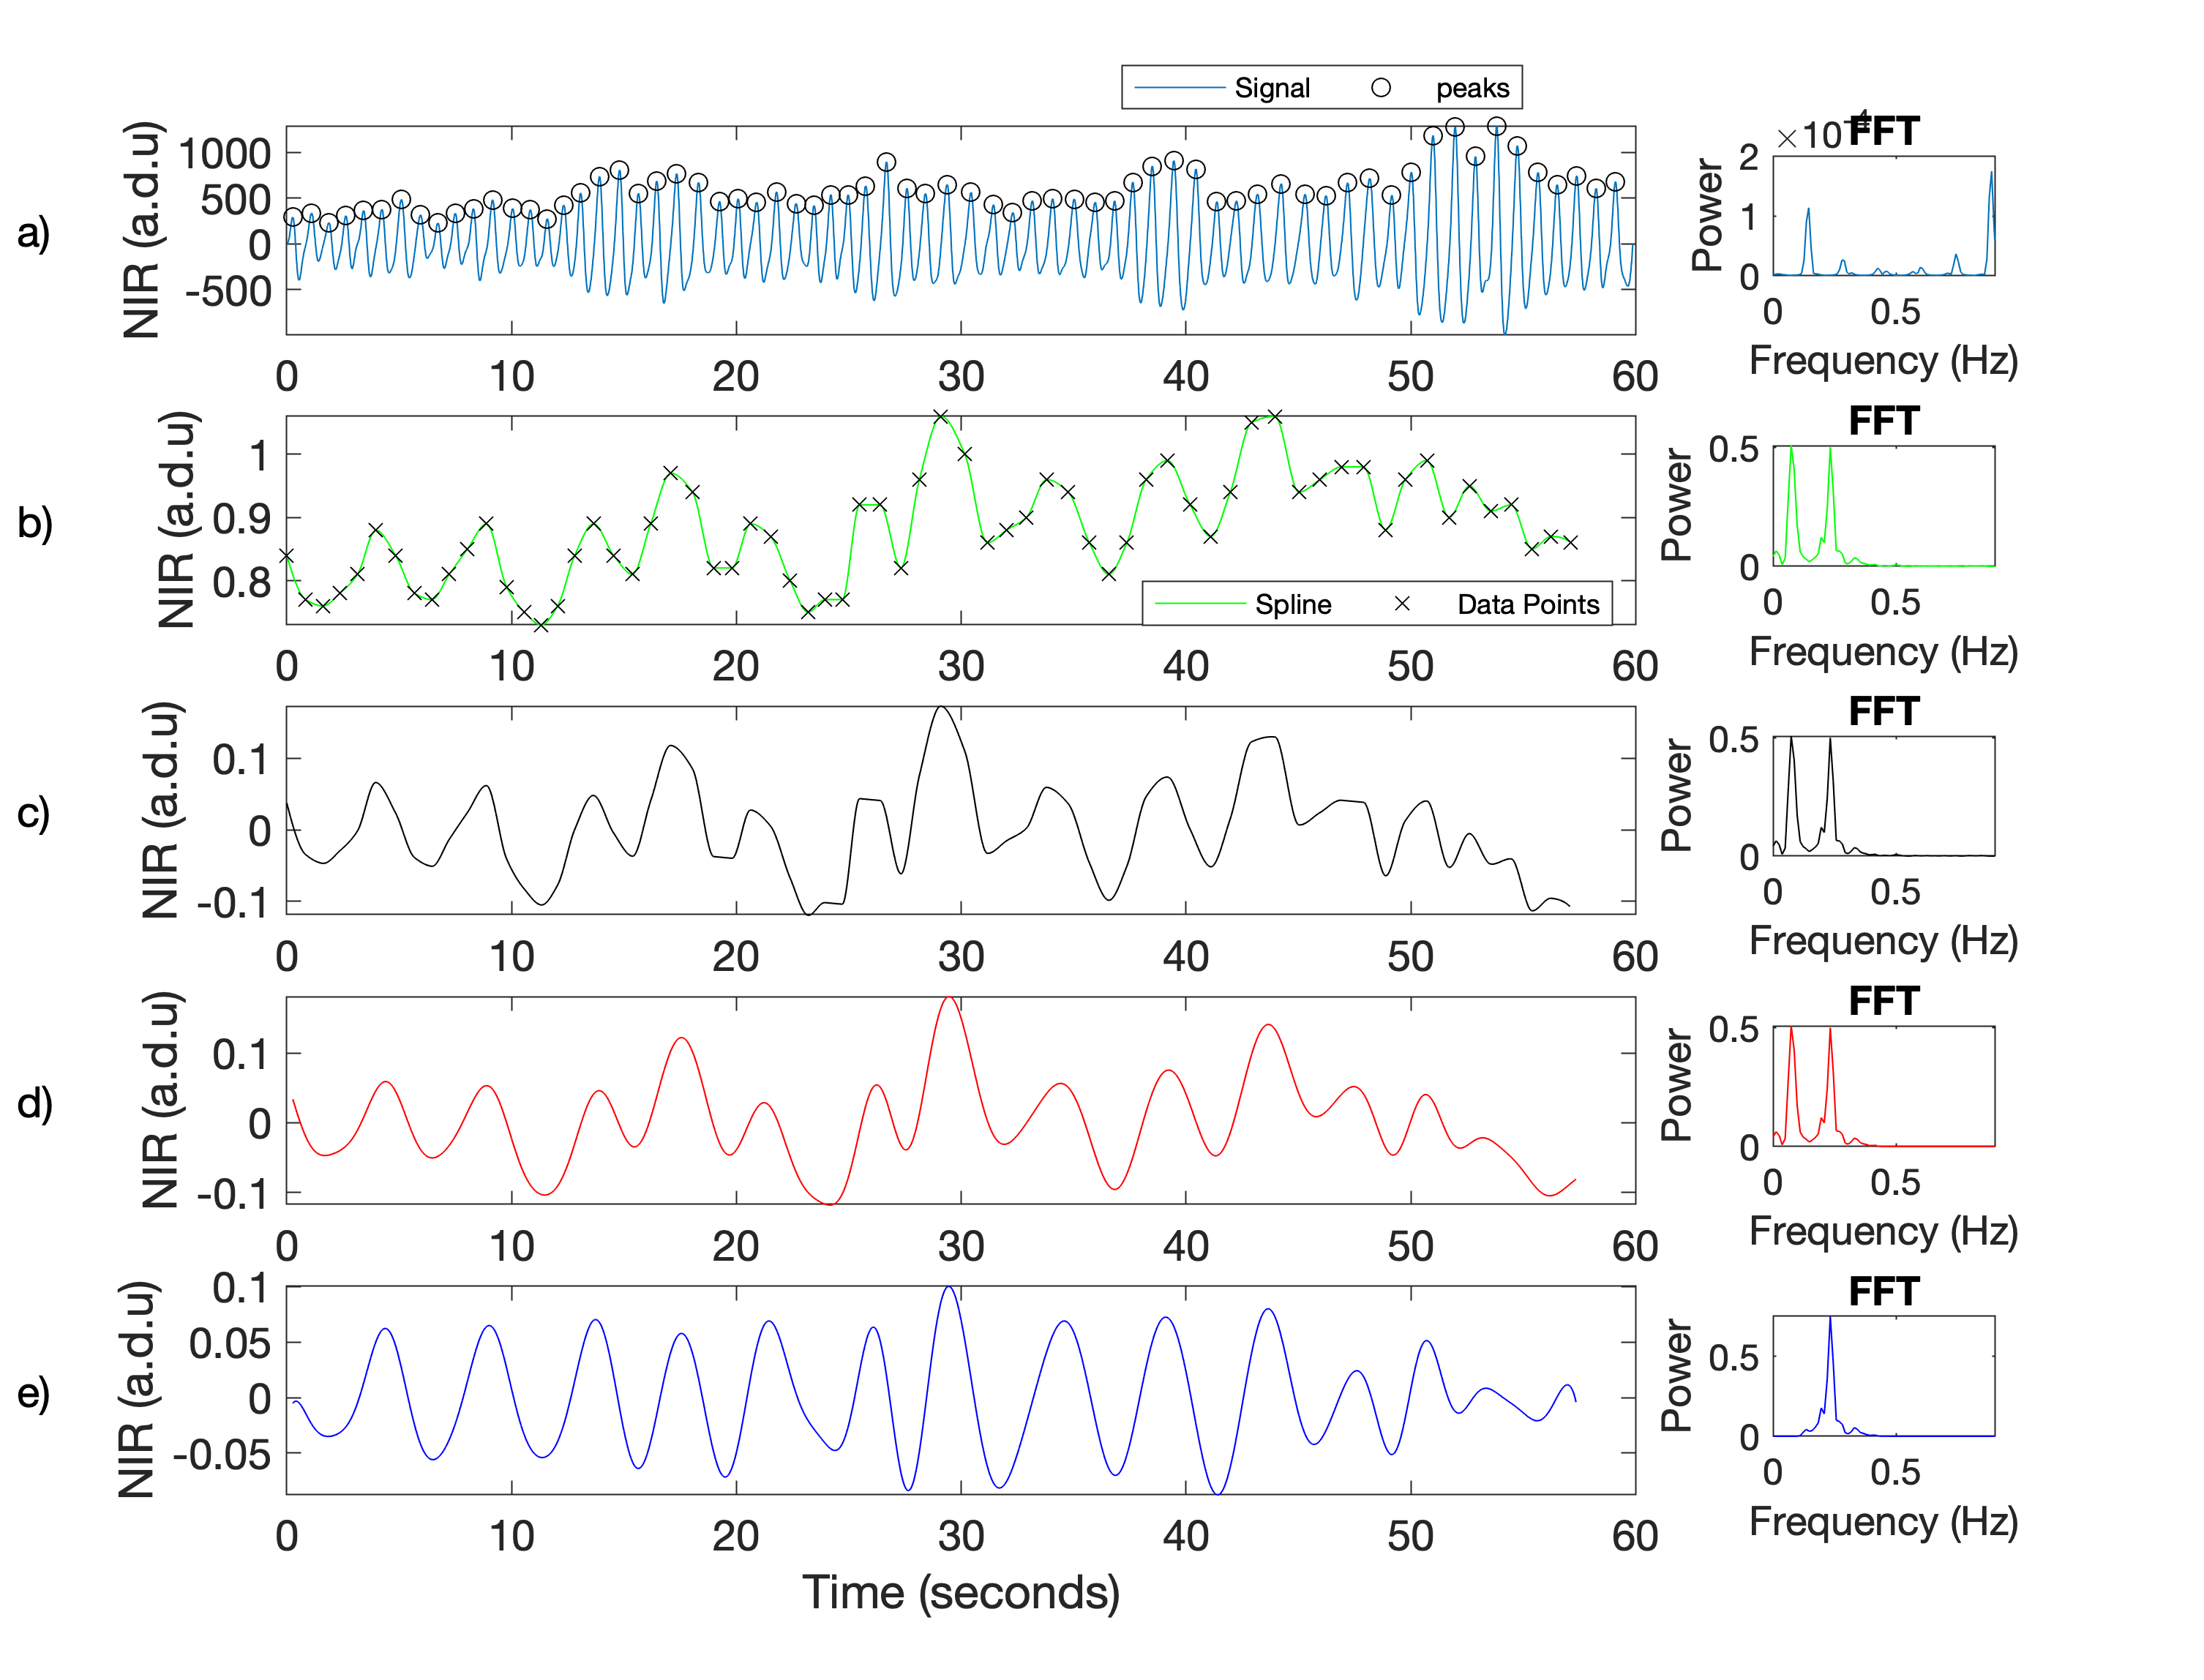 Signal peaks
a)
NIR (a.d.u)
1000
500
0
-500
0 10 20 30 40 50 60
×10⁻⁴
FFT
Power
2
1
0
0 0.5
Frequency (Hz)
b)
NIR (a.d.u)
1
0.9
0.8
Spline Data Points
0 10 20 30 40 50 60
FFT
Power
0.5
0
0 0.5
Frequency (Hz)
c)
NIR (a.d.u)
0.1
0
-0.1
0 10 20 30 40 50 60
FFT
Power
0.5
0
0 0.5
Frequency (Hz)
d)
NIR (a.d.u)
0.1
0
-0.1
0 10 20 30 40 50 60
FFT
Power
0.5
0
0 0.5
Frequency (Hz)
e)
NIR (a.d.u)
0.1
0.05
0
-0.05
0 10 20 30 40 50 60
Time (seconds)
FFT
Power
0.5
0
0 0.5
Frequency (Hz)